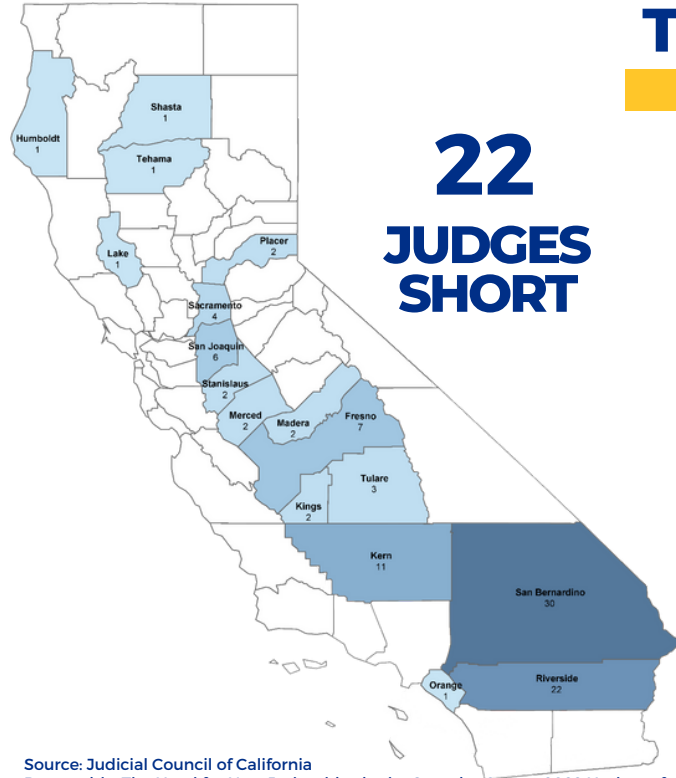 T
22
JUDGES
SHORT
Humboldt
1
Shasta
1
Tehama
1
Lake
1
Placer
2
Sacramento
4
San Joaquin
6
Stanislaus
2
Merced
2
Madera
2
Fresno
7
Tulare
3
Kings
2
Kern
11
San Bernardino
30
Riverside
22
Orange
1
Source: Judicial Council of California